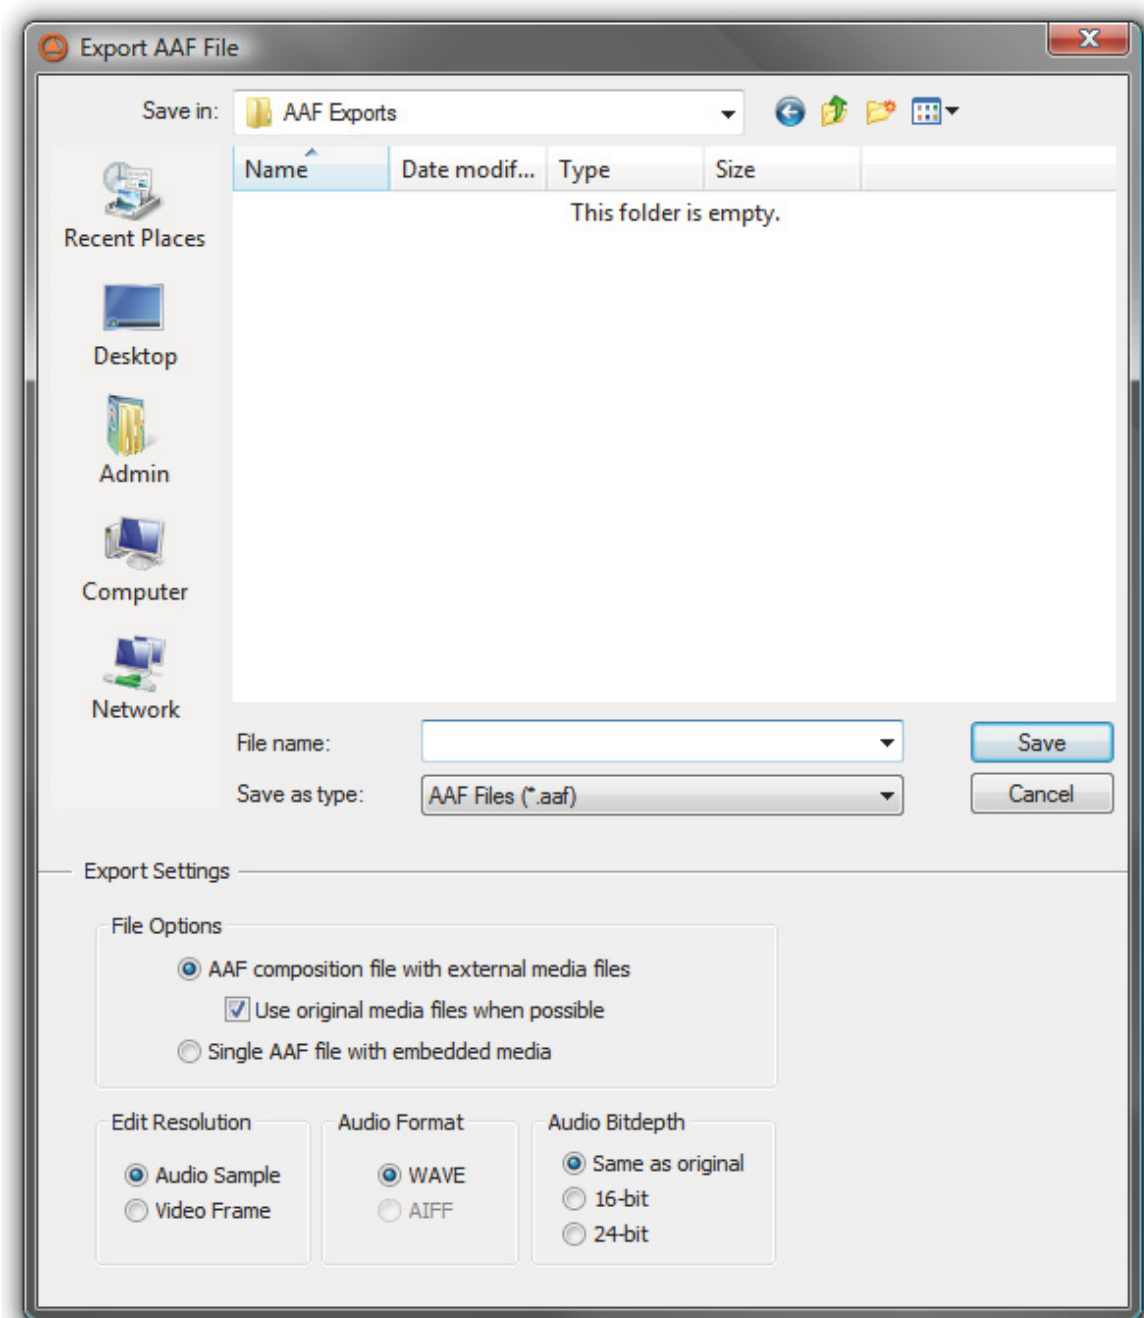 Export AAF File
Save in: AAF Exports
Name Date modif... Type Size
This folder is empty.
Recent Places
Desktop
Admin
Computer
Network
File name: Save
Save as type: AAF Files (*.aaf) Cancel
Export Settings
File Options
AAF composition file with external media files
Use original media files when possible
Single AAF file with embedded media
Edit Resolution Audio Format Audio Bitdepth
Audio Sample WAVE Same as original
Video Frame AIFF 16-bit
24-bit